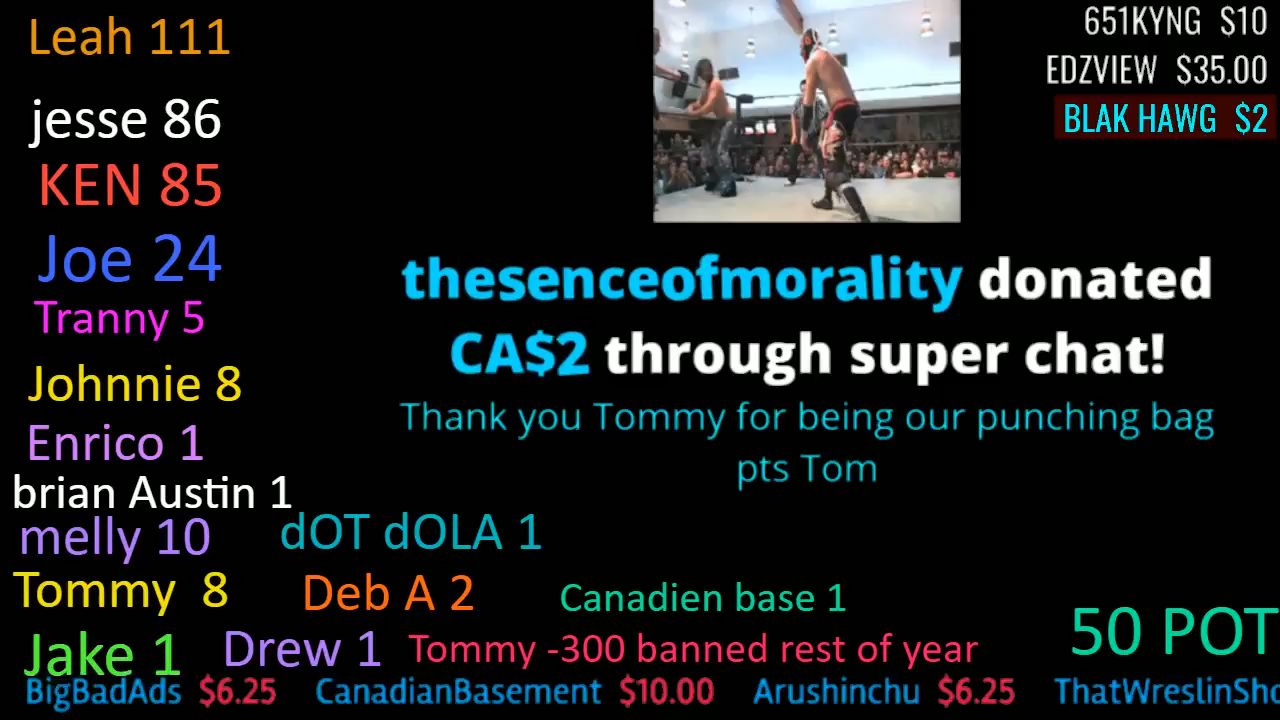 Leah 111
jesse 86
KEN 85
Joe 24
Tranny 5
Johnnie 8
Enrico 1
brian Austin 1
melly 10
dOT dOLA 1
Tommy 8
Deb A 2
Canadien base 1
Jake 1
Drew 1
Tommy -300 banned rest of year
50 POT
651KYNG $10
EDZVIEW $35.00
BLAK HAWG $2
thesenceofmorality donated
CA$2 through super chat!
Thank you Tommy for being our punching bag
pts Tom
BigBadAds $6.25 CanadianBasement $10.00 Arushinchu $6.25 ThatWreslinSho